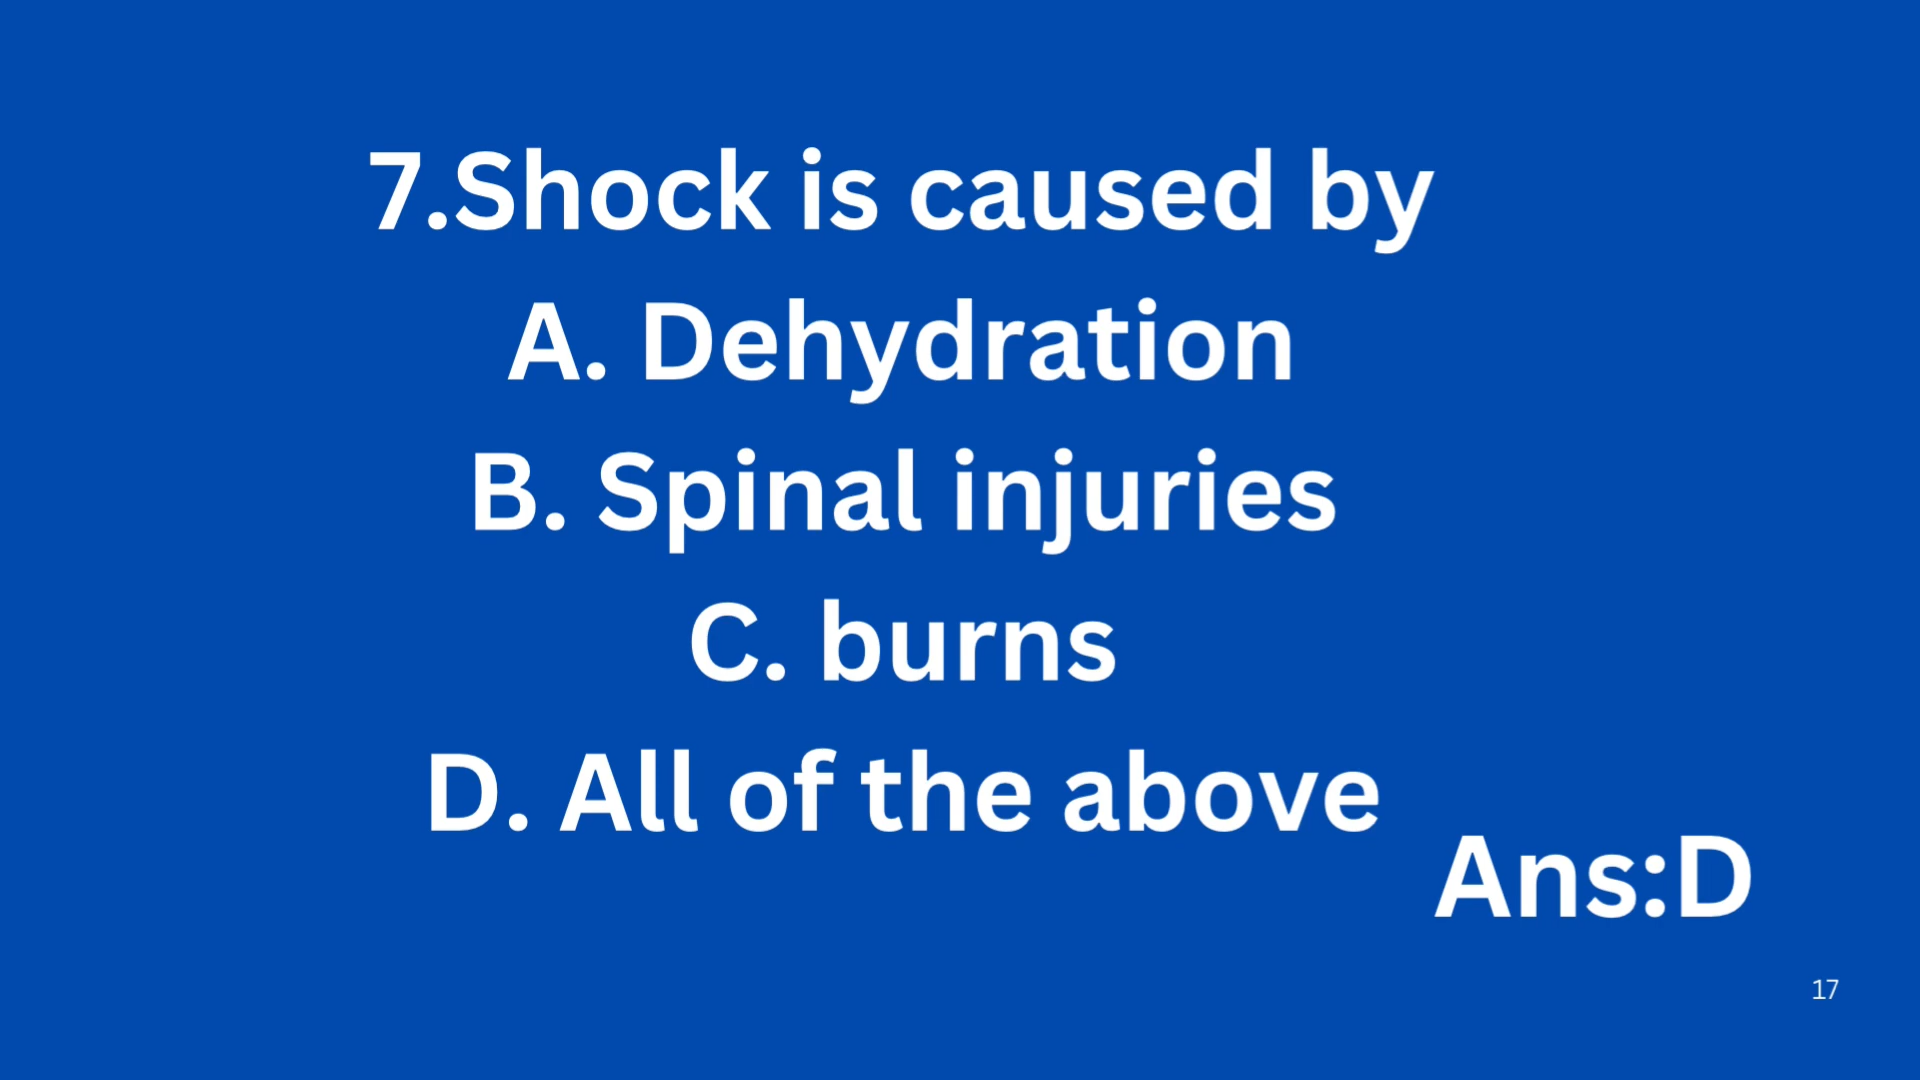 7.Shock is caused by
A. Dehydration
B. Spinal injuries
C. burns
D. All of the above
Ans:D
17